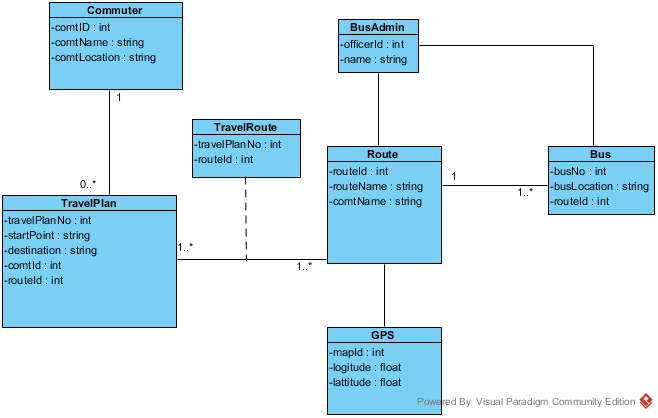 Commuter
-comtID : int
-comtName : string
-comtLocation : string
BusAdmin
-officerId : int
-name : string
1
TravelRoute
-travelPlanNo : int
-routeId : int
Route
-routeId : int
-routeName : string
-comtName : string
1
1..*
Bus
-busNo : int
-busLocation : string
-routeId : int
0..*
TravelPlan
-travelPlanNo : int
-startPoint : string
-destination : string
-comtId : int
-routeId : int
1..*
1..*
GPS
-mapId : int
-logitude : float
-lattitude : float
Powered By Visual Paradigm Community Edition